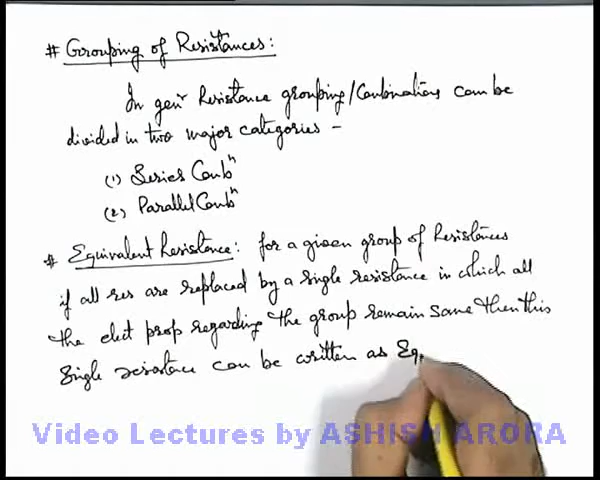 # Grouping of Resistances:
In genr Resistance grouping/Combinations can be
divided in two major categories –
(1) Series Combn
(2) Parallel Combn
# Equivalent Resistance: for a given group of Resistances
if all res are replaced by a single resistance in which all
the elect prop regarding the group remain same then this
single resistance can be written as Eq.
Video Lectures by ASHISH ARORA